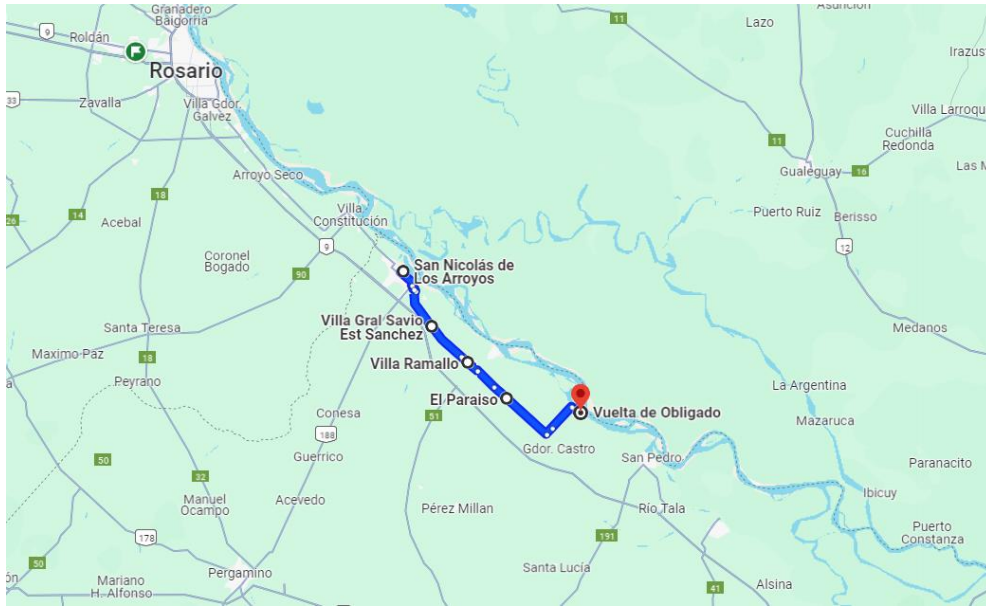 Granadero
Baigorria
9
Roldán
Rosario
33
Zavalla
Villa Gdor.
Galvez
11
Lazo
Irazus
Villa Larroqu
Cuchilla
Redonda
11
Gualeguay
16
Las M
Arroyo Seco
18
14
26
Acebal
Villa
Constitución
9
Puerto Ruiz
Berisso
12
Coronel
Bogado
90
San Nicolás de
Los Arroyos
Santa Teresa
Villa Gral Savio
Est Sanchez
Medanos
Maximo Paz
18
Peyrano
Villa Ramallo
El Paraiso
La Argentina
Mazaruca
Conesa
188
Guerrico
51
Vuelta de Obligado
Gdor. Castro
San Pedro
50
32
Paranacito
Manuel
Ocampo
Acevedo
Pérez Millan
Río Tala
Ibicuy
Puerto
Constanza
178
191
50
Mariano
H. Alfonso
Pergamino
Santa Lucía
41
Alsina